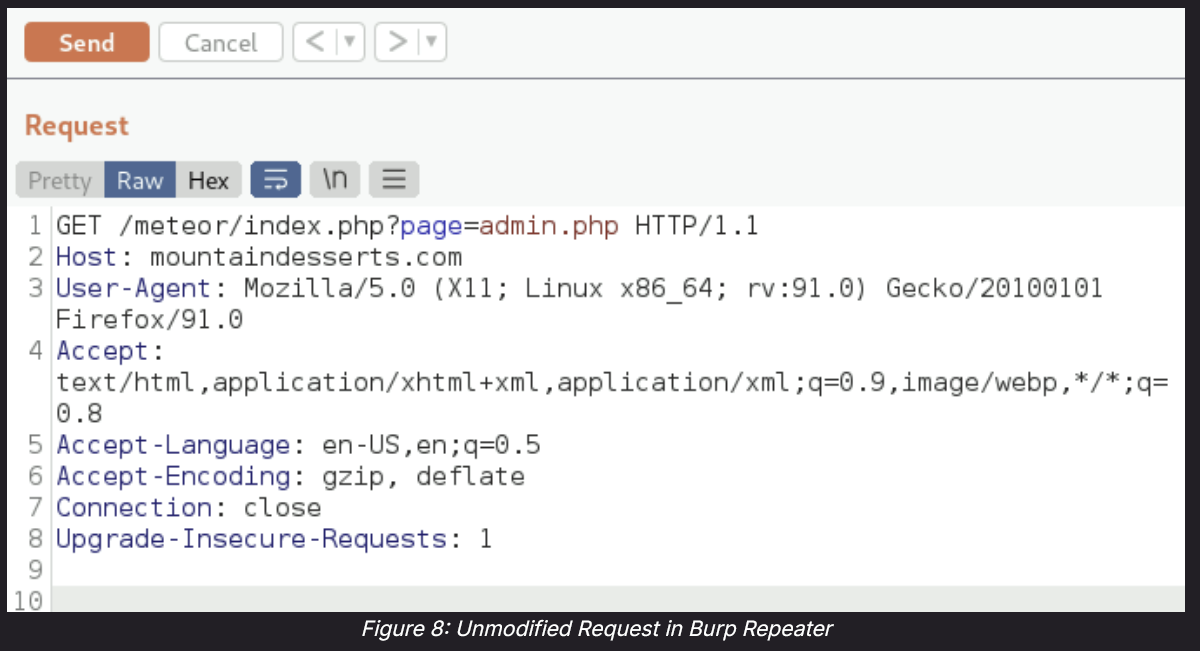 Send Cancel < ▼ > ▼
Request
Pretty Raw Hex \n
1 GET /meteor/index.php?page=admin.php HTTP/1.1
2 Host: mountaindesserts.com
3 User-Agent: Mozilla/5.0 (X11; Linux x86_64; rv:91.0) Gecko/20100101
Firefox/91.0
4 Accept:
text/html,application/xhtml+xml,application/xml;q=0.9,image/webp,*/*;q=
0.8
5 Accept-Language: en-US,en;q=0.5
6 Accept-Encoding: gzip, deflate
7 Connection: close
8 Upgrade-Insecure-Requests: 1
9
10
Figure 8: Unmodified Request in Burp Repeater